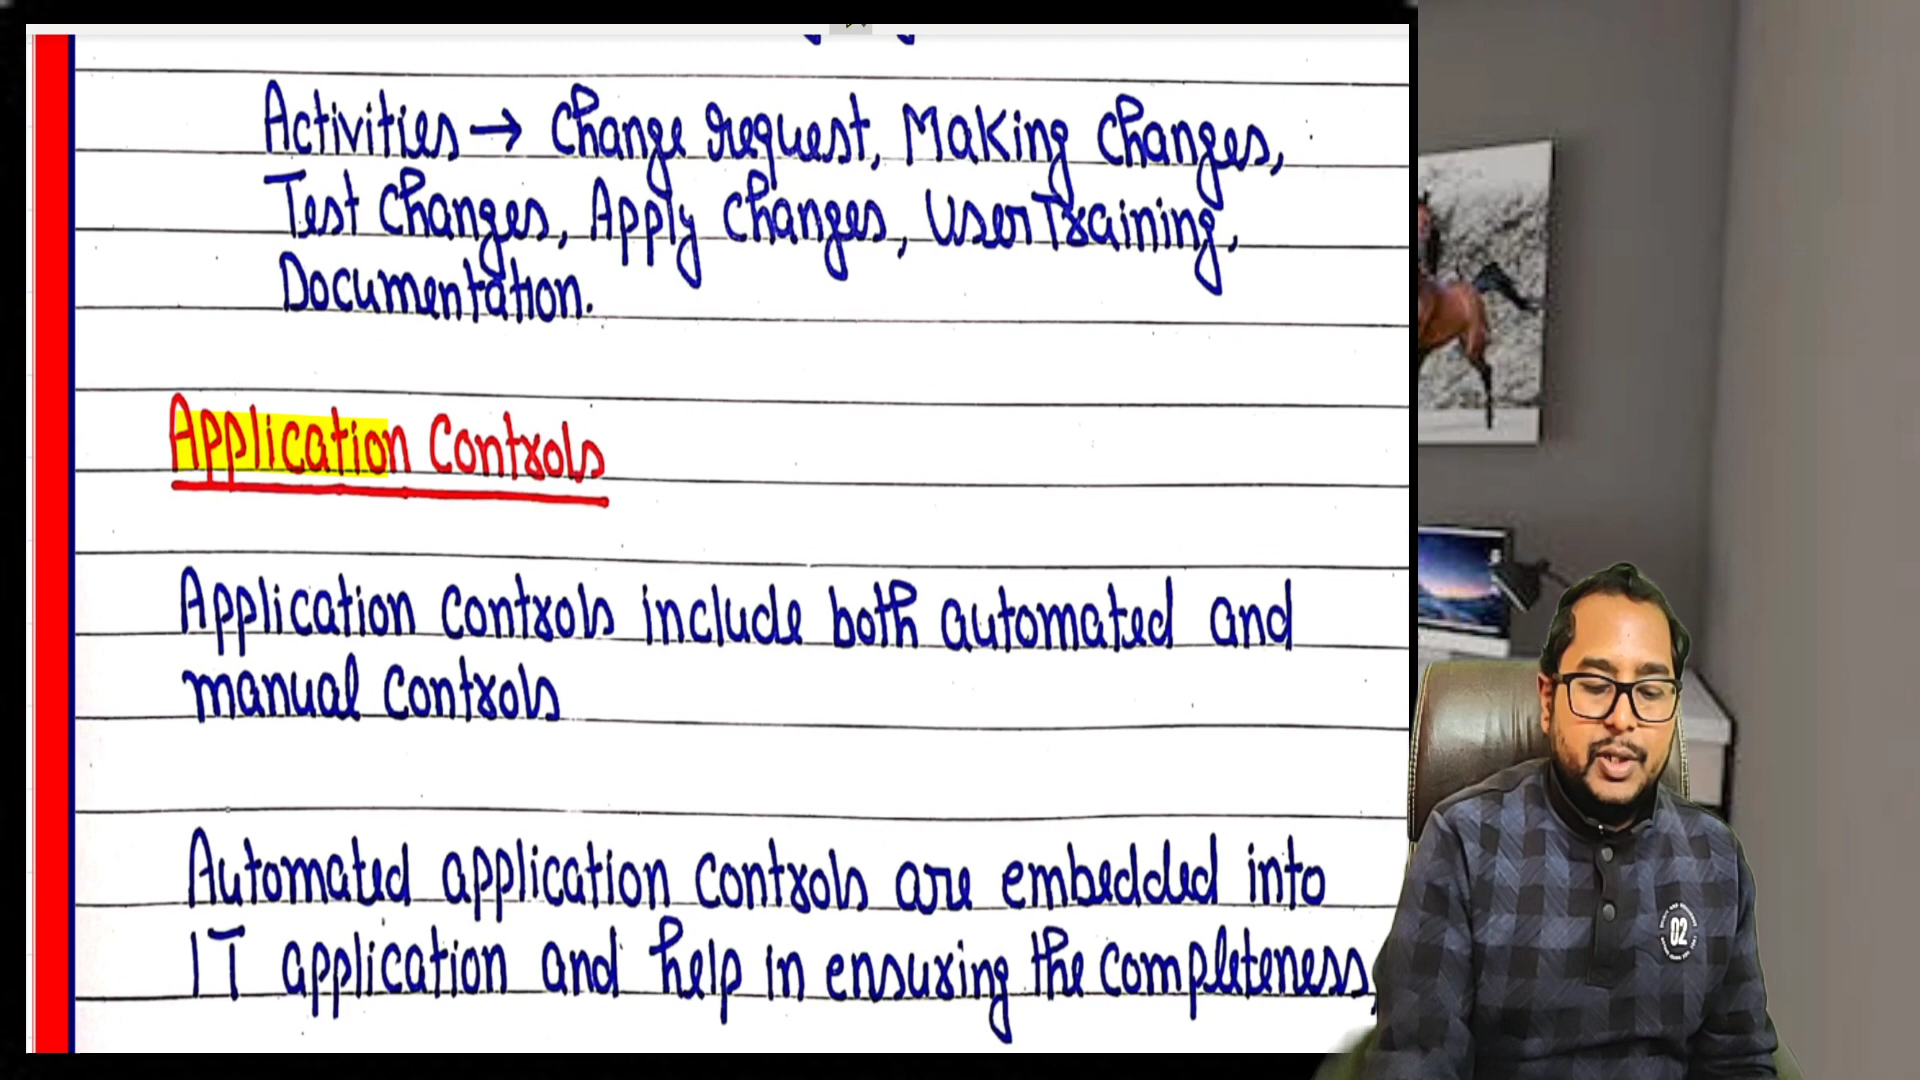 Activities → Change request, Making Changes,
Test Changes, Apply Changes, User Training,
Documentation.
Application Controls
Application controls include both automated and
manual controls
Automated application controls are embedded into
IT application and help in ensuring the completeness,
02